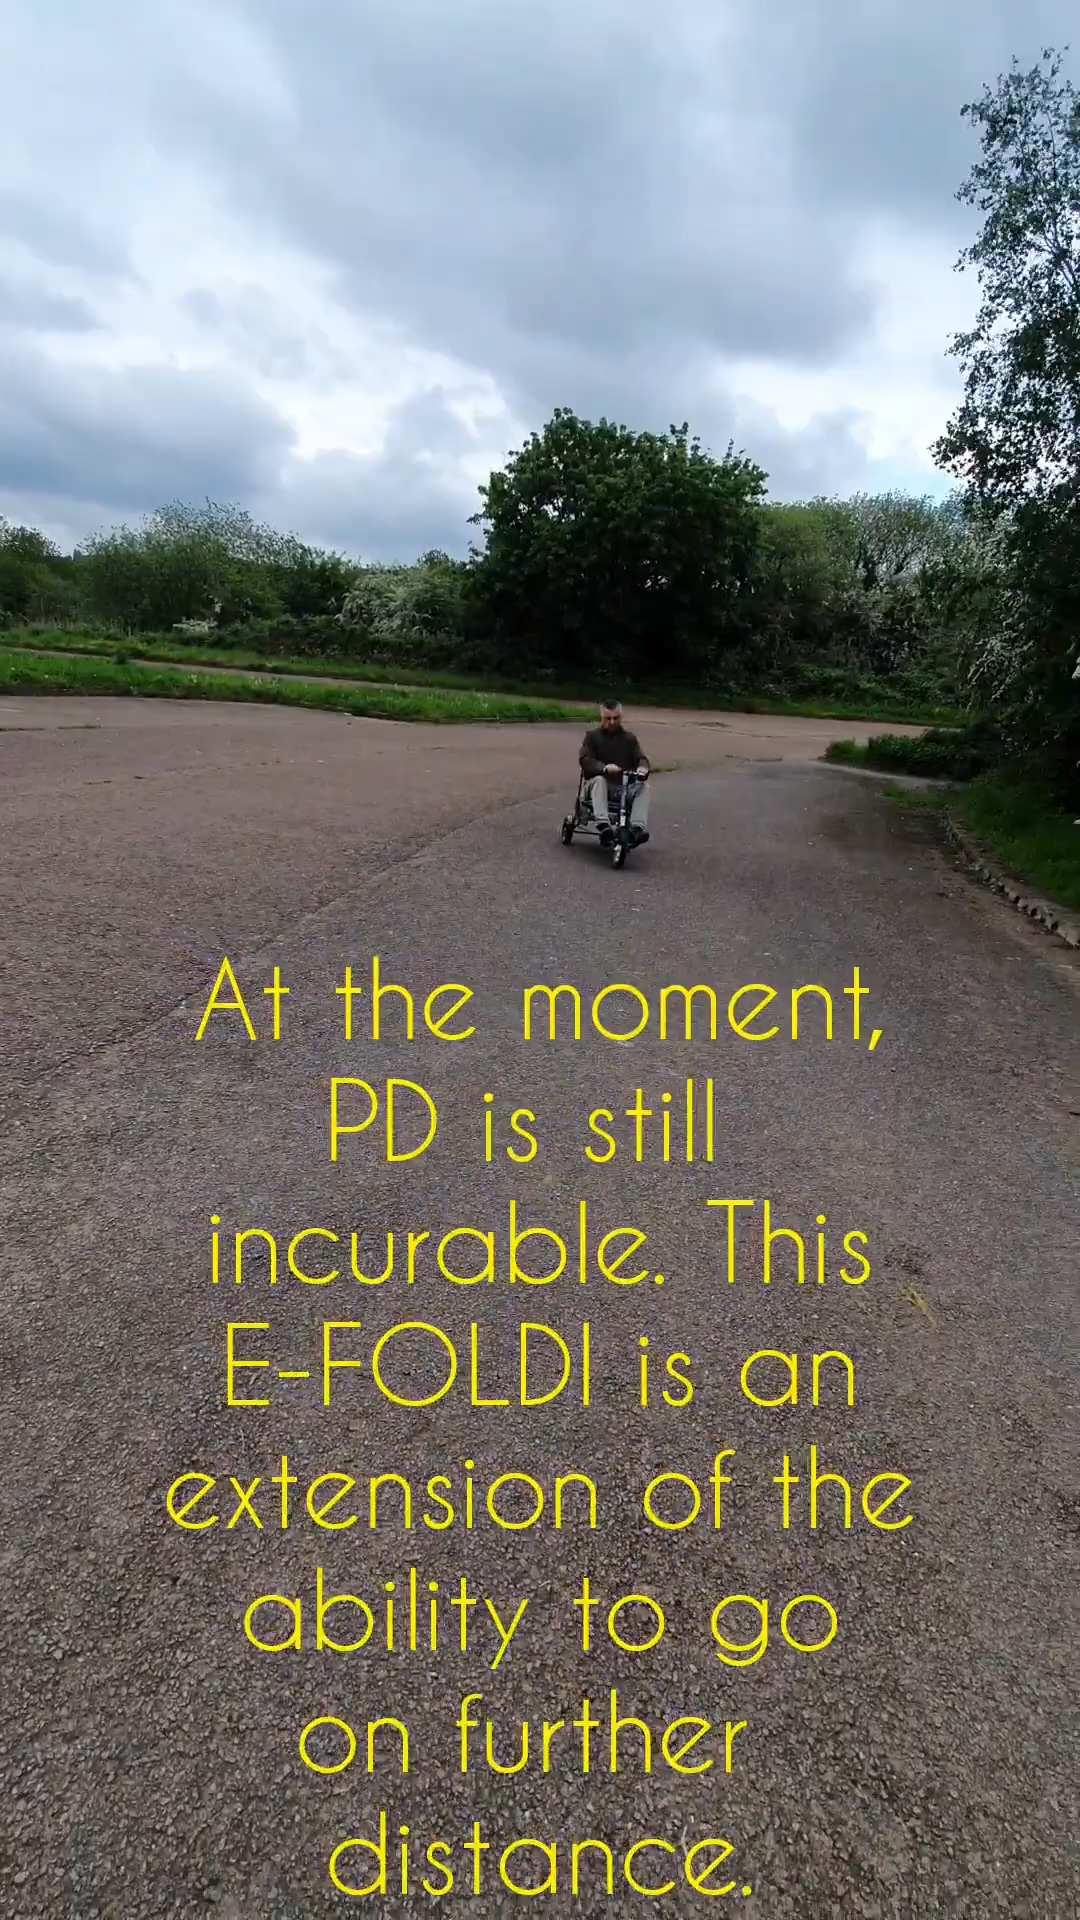 At the moment,
PD is still
incurable. This
E-FOLDI is an
extension of the
ability to go
on further
distance.